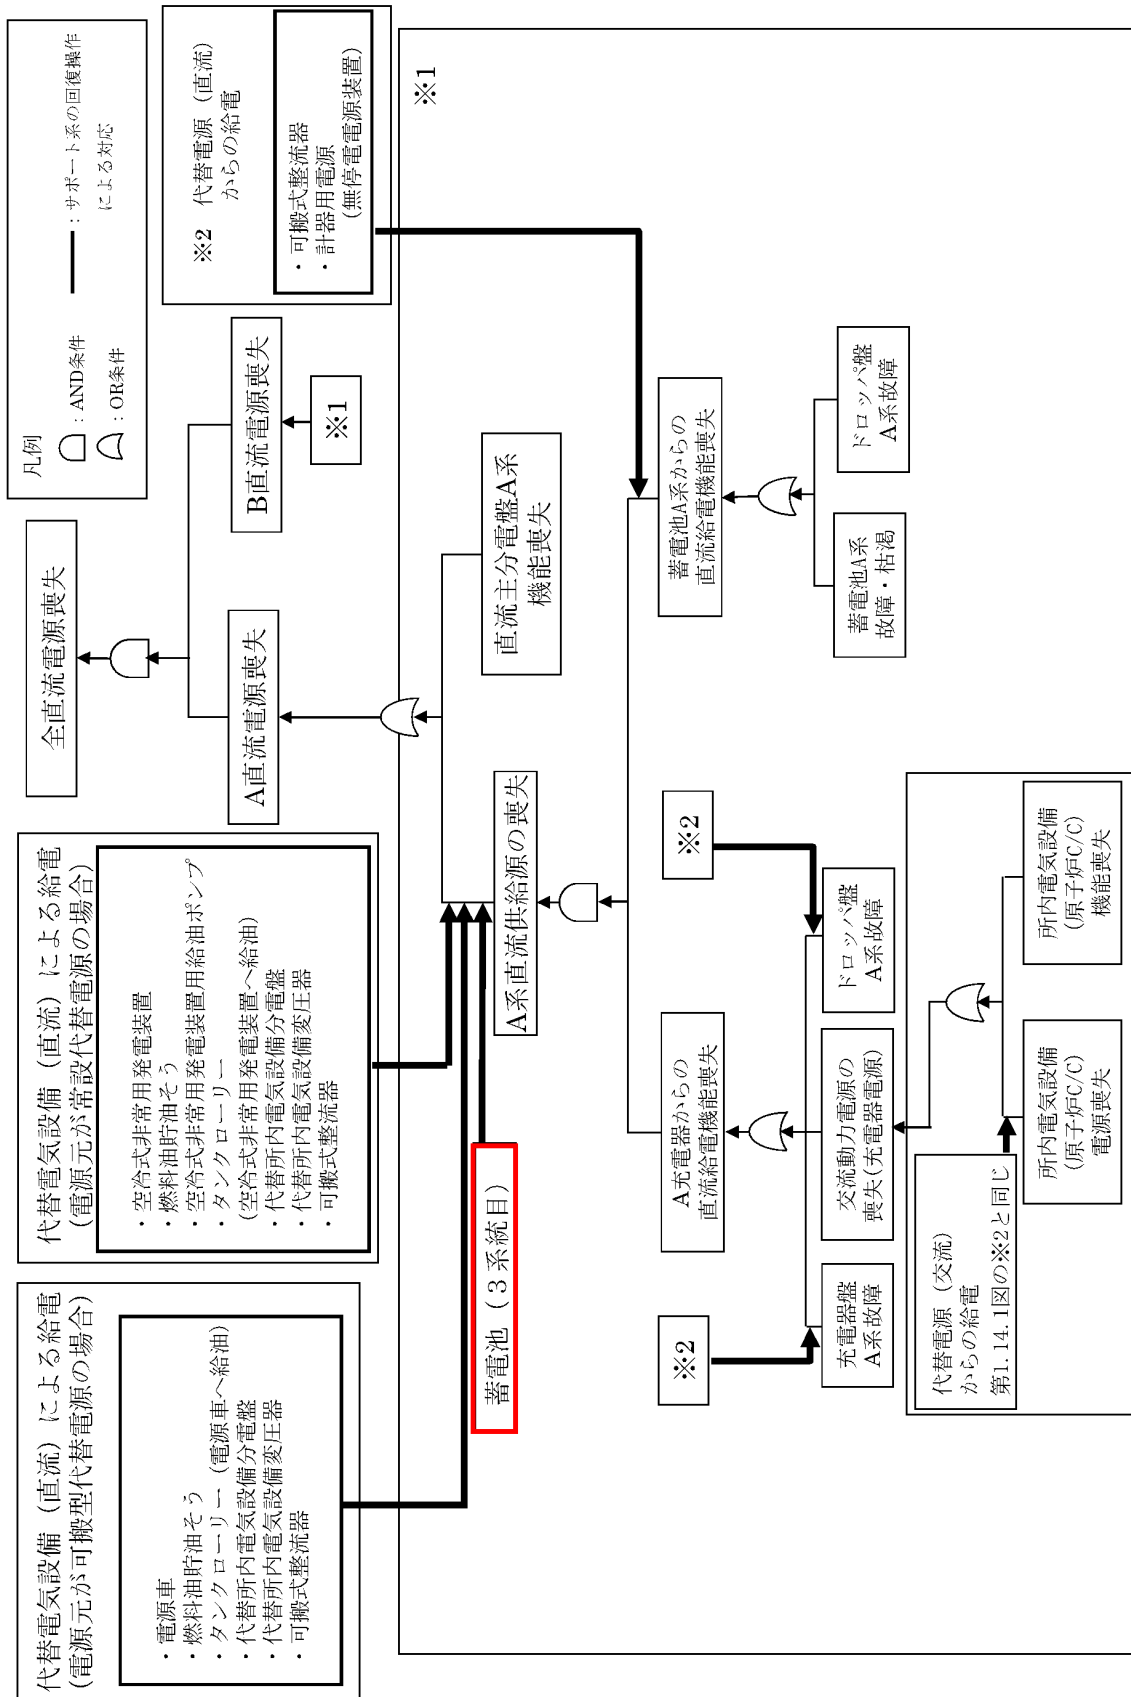 代替電気設備（直流）による給電
(電源元が可搬型代替電源の場合)
・電源車
・燃料油貯油そう
・タンクローリー（電源車へ給油）
・代替所内電気設備分電盤
・代替所内電気設備変圧器
・可搬式整流器
代替電気設備（直流）による給電
(電源元が常設代替電源の場合)
・空冷式非常用発電装置
・燃料油貯油そう
・空冷式非常用発電装置用給油ポンプ
・タンクローリー
(空冷式非常用発電装置へ給油)
・代替所内電気設備分電盤
・代替所内電気設備変圧器
・可搬式整流器
全直流電源喪失
A直流電源喪失
B直流電源喪失
※1
凡例
：AND条件
：OR条件
：サポート系の回復操作
による対応
※2 代替電源（直流）
からの給電
・可搬式整流器
・計器用電源
(無停電電源装置)
※1
蓄電池（3系統目）
A系直流供給源の喪失
直流主分電盤A系
機能喪失
A充電器からの
直流給電機能喪失
蓄電池A系からの
直流給電機能喪失
※2
※2
充電器盤
A系故障
交流動力電源の
喪失(充電器電源)
ドロッパ盤
A系故障
蓄電池A系
故障・枯渇
ドロッパ盤
A系故障
代替電源（交流）
からの給電
第1.14.1図の※2と同じ
所内電気設備
(原子炉C/C)
電源喪失
所内電気設備
(原子炉C/C)
機能喪失